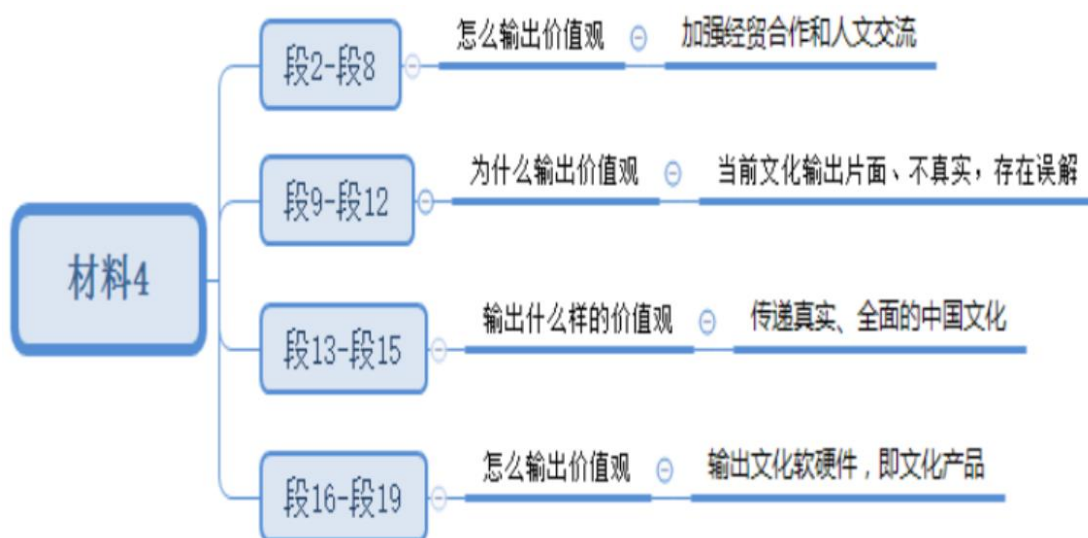 材料4
段2-段8
怎么输出价值观
加强经贸合作和人文交流
段9-段12
为什么输出价值观
当前文化输出片面、不真实，存在误解
段13-段15
输出什么样的价值观
传递真实、全面的中国文化
段16-段19
怎么输出价值观
输出文化软硬件，即文化产品